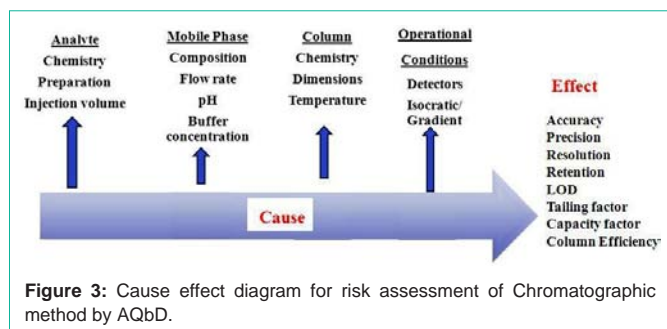 Analyte
Chemistry
Preparation
Injection volume
Mobile Phase
Composition
Flow rate
pH
Buffer
concentration
Column
Chemistry
Dimensions
Temperature
Operational
Conditions
Detectors
Isocratic/
Gradient
Cause
Effect
Accuracy
Precision
Resolution
Retention
LOD
Tailing factor
Capacity factor
Column Efficiency
Figure 3: Cause effect diagram for risk assessment of Chromatographic
method by AQbD.